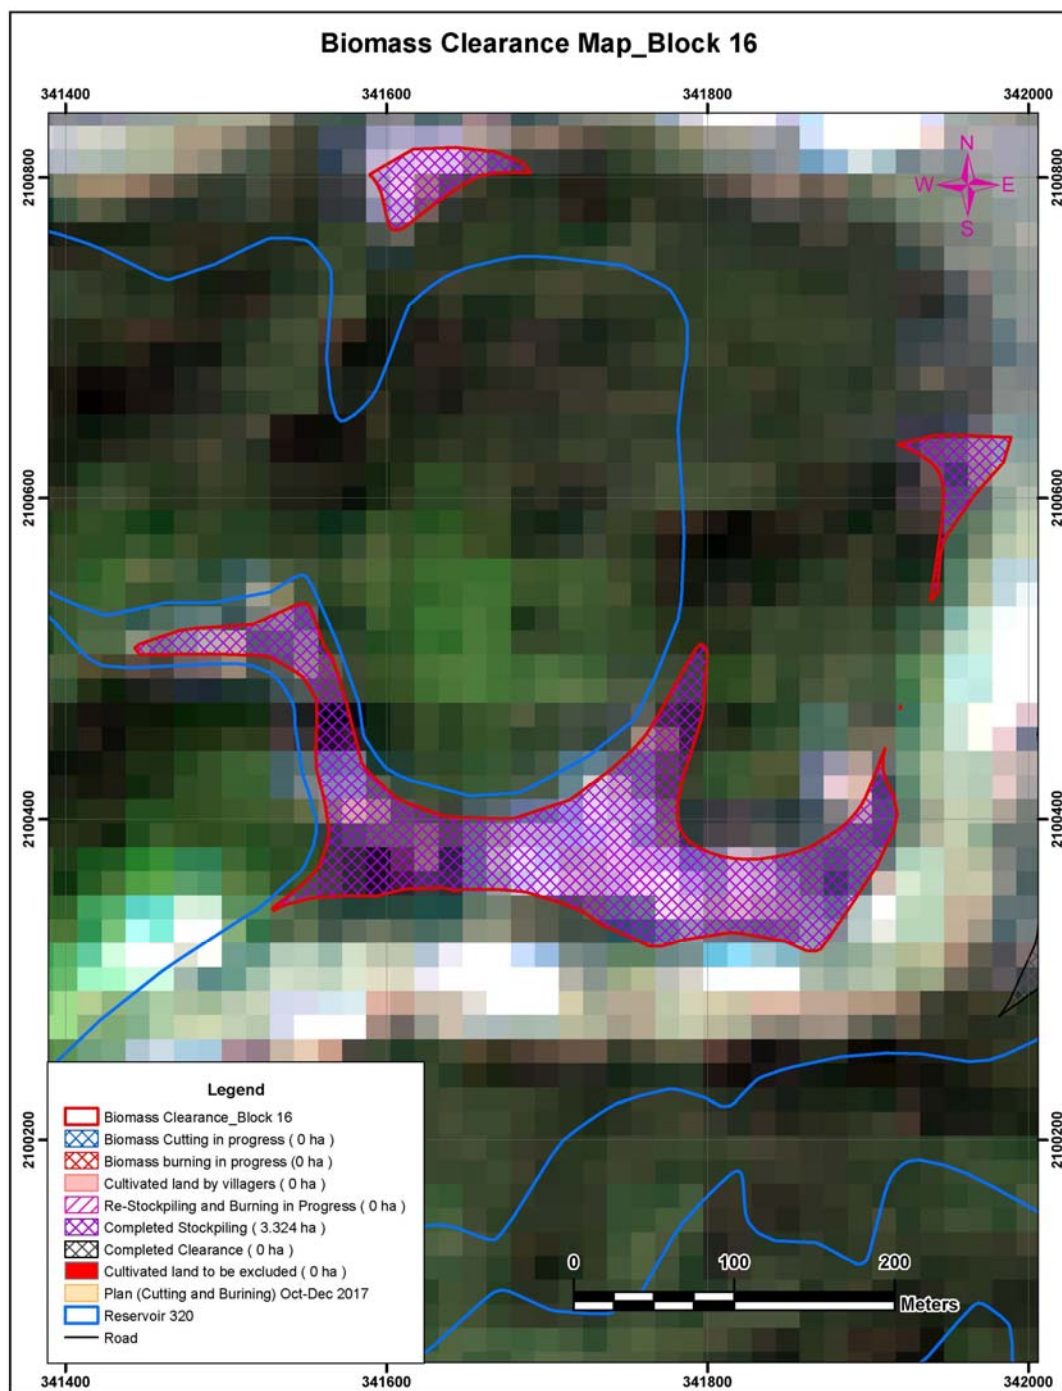 Biomass Clearance Map_Block 16
341400 341600 341800 342000
N
W E
S
2100800 2100800
2100600 2100600
2100400 2100400
2100200 2100200
Legend
Biomass Clearance_Block 16
Biomass Cutting in progress ( 0 ha )
Biomass burning in progress (0 ha )
Cultivated land by villagers ( 0 ha )
Re-Stockpiling and Burning in Progress ( 0 ha )
Completed Stockpiling ( 3.324 ha )
Completed Clearance ( 0 ha )
Cultivated land to be excluded ( 0 ha )
Plan (Cutting and Burining) Oct-Dec 2017
Reservoir 320
Road
0 100 200
Meters
341400 341600 341800 342000